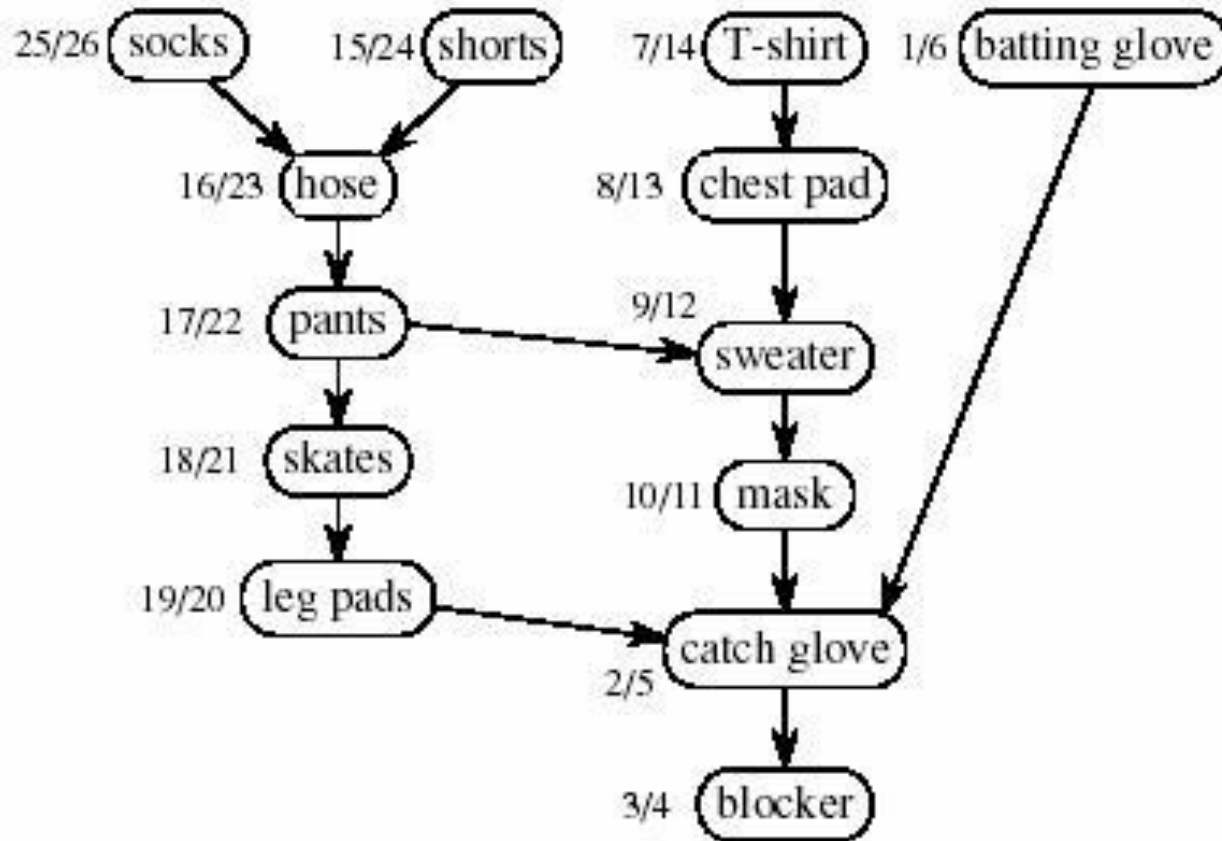 25/26 socks 15/24 shorts 7/14 T-shirt 1/6 batting glove
16/23 hose 8/13 chest pad
17/22 pants 9/12 sweater
18/21 skates 10/11 mask
19/20 leg pads catch glove
2/5
3/4 blocker